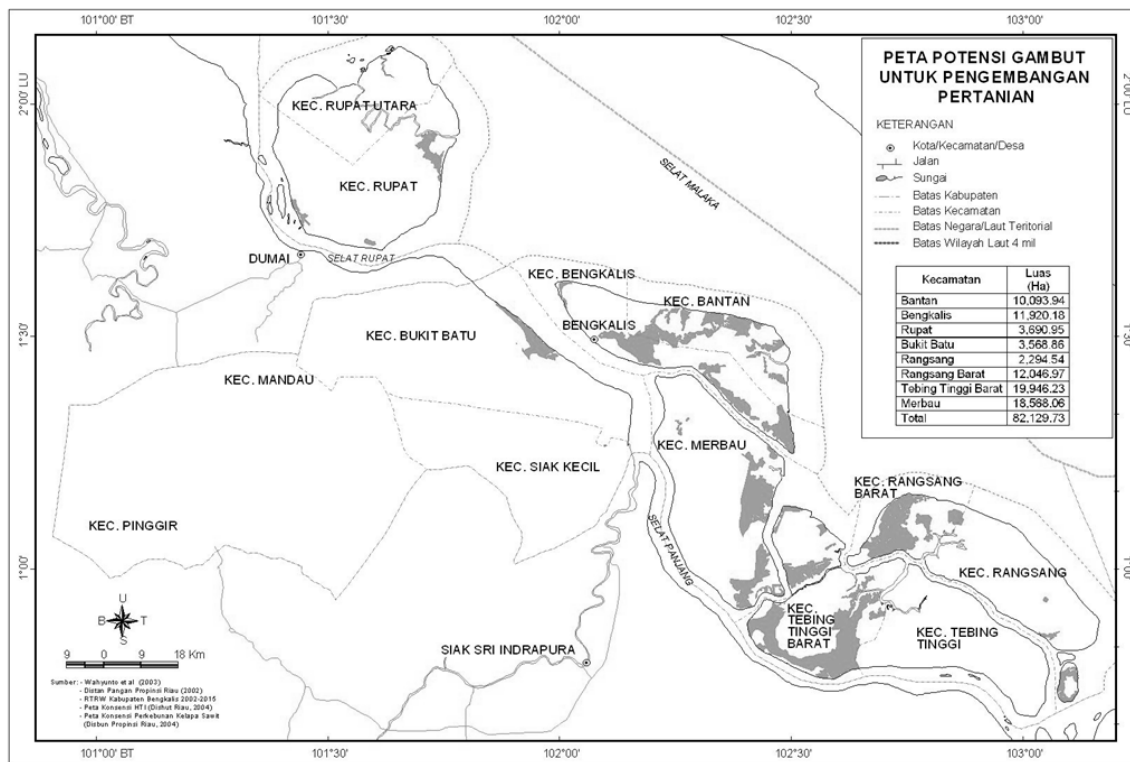 101°00' BT
101°30'
102°00'
102°30'
103°00'
2°00' LU
2°00 LU
PETA POTENSI GAMBUT
UNTUK PENGEMBANGAN
PERTANIAN
KETERANGAN
Kota/Kecamatan/Desa
Jalan
Sungai
Batas Kabupaten
Batas Kecamatan
Batas Negara/Laut Teritorial
Batas Wilayah Laut 4 mil
Kecamatan Luas (Ha)
Bantan 10,093.94
Bengkalis 11,920.18
Rupat 3,690.95
Bukit Batu 3,568.86
Rangsang 2,294.54
Rangsang Barat 12,046.97
Tebing Tinggi Barat 19,946.23
Merbau 18,568.06
Total 82,129.73
KEC. RUPAT UTARA
KEC. RUPAT
SELAT MALAKA
DUMAI
SELAT RUPAT
KEC. BENGKALIS
KEC. BANTAN
BENGKALIS
1°30'
1°30'
KEC. BUKIT BATU
KEC. MANDAU
KEC. MERBAU
KEC. SIAK KECIL
KEC. RANGSANG
BARAT
KEC. PINGGIR
SELAT PANJANG
1°00'
1°00'
KEC. RANGSANG
KEC.
TEBING
TINGGI
BARAT
KEC. TEBING
TINGGI
SIAK SRI INDRAPURA
U
B T
S
9 0 9 18 Km
Sumber: - Wahyunto et al (2003)
- Distan Pangan Propinsi Riau (2002)
- RTRW Kabupaten Bengkalis 2002-2015
- Peta Konsensi HTI (Dishut Riau, 2004)
- Peta Konsensi Perkebunan Kelapa Sawit
(Disbun Propinsi Riau, 2004)
101°00' BT
101°30'
102°00'
102°30'
103°00'